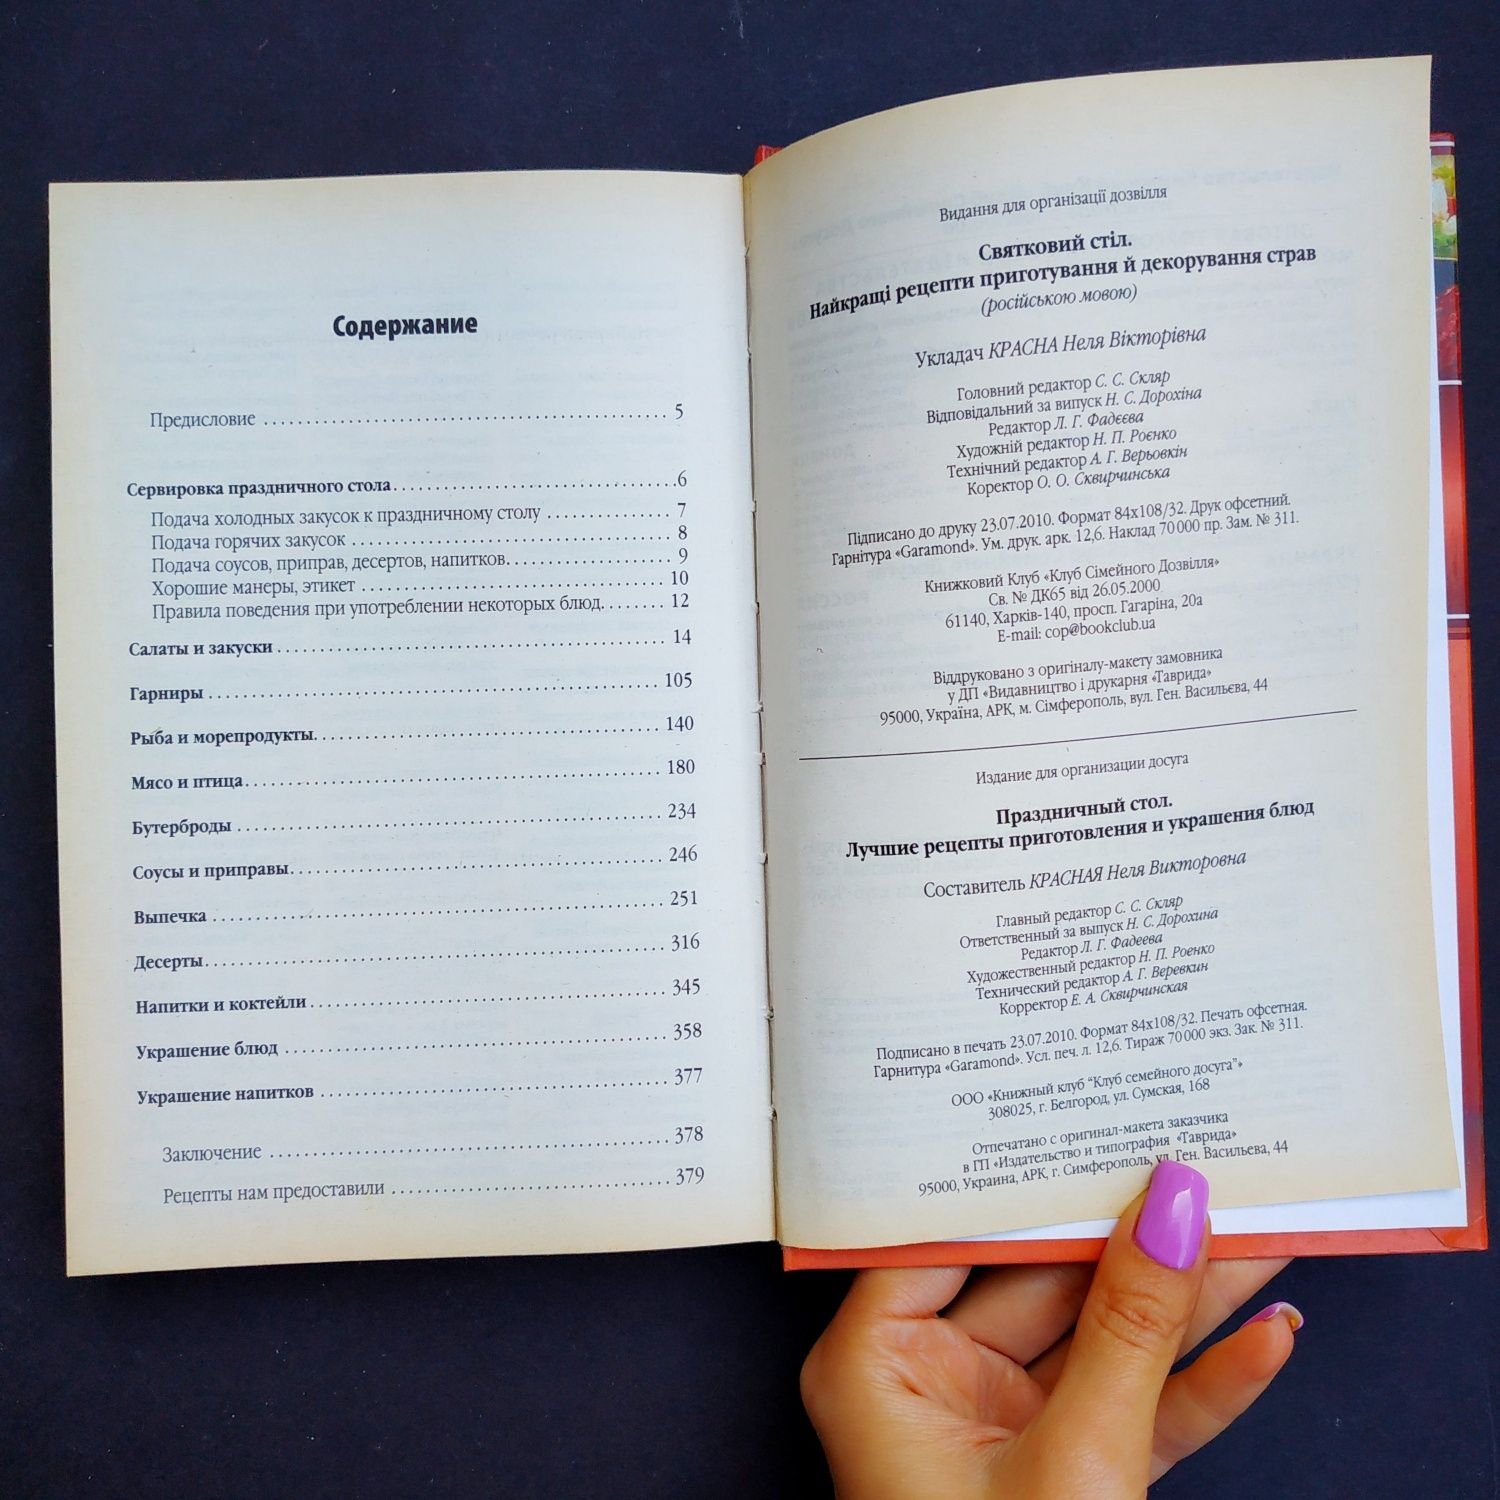 Содержание
Предисловие ........................................ 5
Сервировка праздничного стола........................................6
Подача холодных закусок к праздничному столу .............. 7
Подача горячих закусок ........................................ 8
Подача соусов, приправ, десертов, напитков.................... 9
Хорошие манеры, этикет ........................................ 10
Правила поведения при употреблении некоторых блюд......... 12
Салаты и закуски ........................................ 14
Гарниры ........................................ 105
Рыба и морепродукты........................................ 140
Мясо и птица........................................ 180
Бутерброды ........................................ 234
Соусы и приправы........................................ 246
Выпечка ........................................ 251
Десерты........................................ 316
Напитки и коктейли ........................................ 345
Украшение блюд ........................................ 358
Украшение напитков ........................................ 377
Заключение ........................................ 378
Рецепты нам предоставили ........................................ 379
Видання для організації дозвілля
Святковий стіл.
Найкращі рецепти приготування й декорування страв
(російською мовою)
Укладач КРАСНА Неля Вікторівна
Головний редактор С. С. Скляр
Відповідальний за випуск Н. С. Дорохіна
Редактор Л. Г. Фадєєва
Художній редактор Н. П. Роєнко
Технічний редактор А. Г. Верьовкін
Коректор О. О. Сквирчинська
Підписано до друку 23.07.2010. Формат 84х108/32. Друк офсетний.
Гарнітура «Garamond». Ум. друк. арк. 12,6. Наклад 70 000 пр. Зам. № 311.
Книжковий Клуб «Клуб Сімейного Дозвілля»
Св. № ДК65 від 26.05.2000
61140, Харків-140, просп. Гагаріна, 20а
E-mail: cop@bookclub.ua
Віддруковано з оригіналу-макету замовника
у ДП «Видавництво і друкарня «Таврида»
95000, Україна, АРК, м. Сімферополь, вул. Ген. Васильєва, 44
Издание для организации досуга
Праздничный стол.
Лучшие рецепты приготовления и украшения блюд
Составитель КРАСНАЯ Неля Викторовна
Главный редактор С. С. Скляр
Ответственный за выпуск Н. С. Дорохина
Редактор Л. Г. Фадеева
Художественный редактор Н. П. Роенко
Технический редактор А. Г. Веревкин
Корректор Е. А. Сквирчинская
Подписано в печать 23.07.2010. Формат 84х108/32. Печать офсетная.
Гарнитура «Garamond». Усл. печ. л. 12,6. Тираж 70 000 экз. Зак. № 311.
ООО «Книжный клуб "Клуб семейного досуга"»
308025, г. Белгород, ул. Сумская, 168
Отпечатано с оригинал-макета заказчика
в ГП «Издательство и типография «Таврида»
95000, Украина, АРК, г. Симферополь, ул. Ген. Васильева, 44